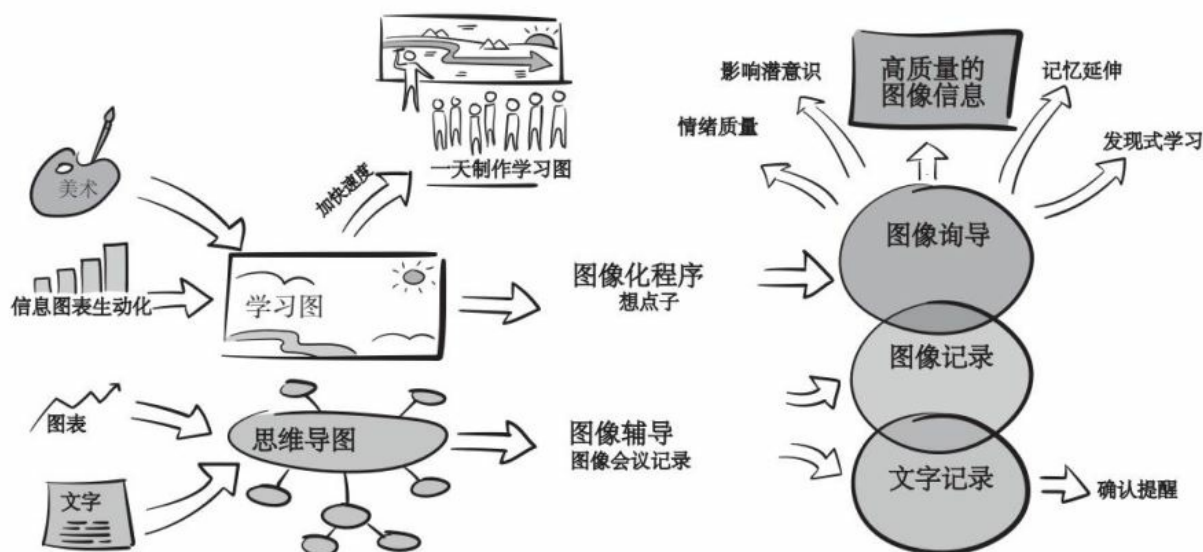 美术
信息图表生动化
图表
文字
加快速度
一天制作学习图
学习图
思维导图
图像化程序
想点子
图像辅导
图像会议记录
影响潜意识
高质量的
图像信息
记忆延伸
情绪质量
发现式学习
图像询导
图像记录
文字记录
确认提醒